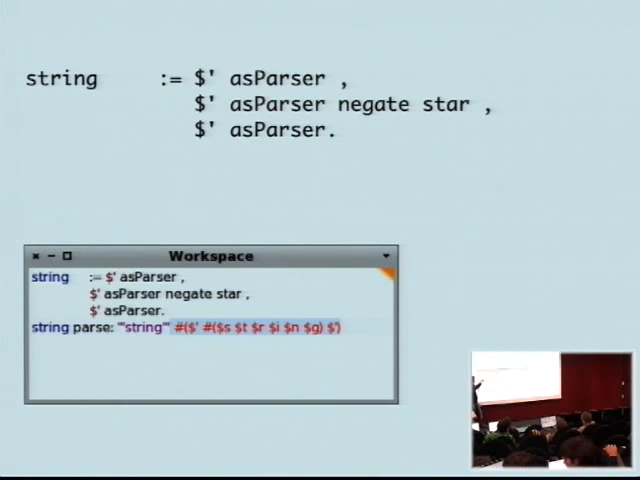 string := $' asParser ,
$' asParser negate star ,
$' asParser.
Workspace
string := $' asParser ,
$' asParser negate star ,
$' asParser.
string parse: '''string''' #($' #($s $t $r $i $n $g) $')